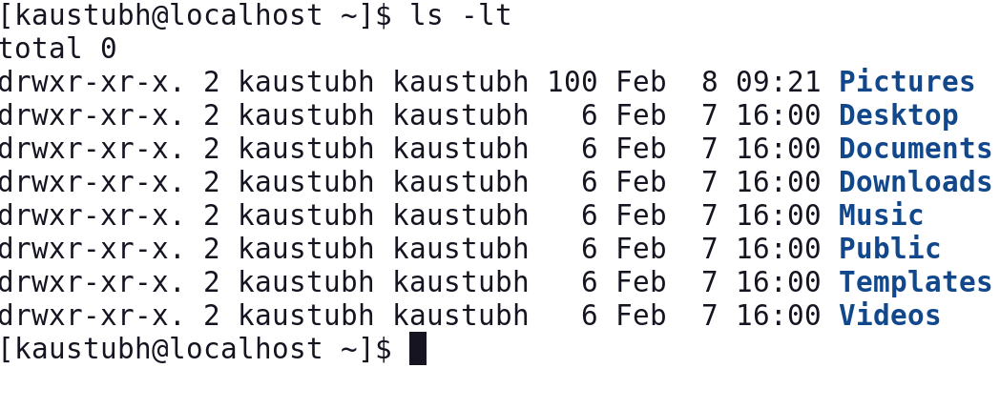 [kaustubh@localhost ~]$ ls -lt
total 0
drwxr-xr-x. 2 kaustubh kaustubh 100 Feb  8 09:21 Pictures
drwxr-xr-x. 2 kaustubh kaustubh   6 Feb  7 16:00 Desktop
drwxr-xr-x. 2 kaustubh kaustubh   6 Feb  7 16:00 Documents
drwxr-xr-x. 2 kaustubh kaustubh   6 Feb  7 16:00 Downloads
drwxr-xr-x. 2 kaustubh kaustubh   6 Feb  7 16:00 Music
drwxr-xr-x. 2 kaustubh kaustubh   6 Feb  7 16:00 Public
drwxr-xr-x. 2 kaustubh kaustubh   6 Feb  7 16:00 Templates
drwxr-xr-x. 2 kaustubh kaustubh   6 Feb  7 16:00 Videos
[kaustubh@localhost ~]$